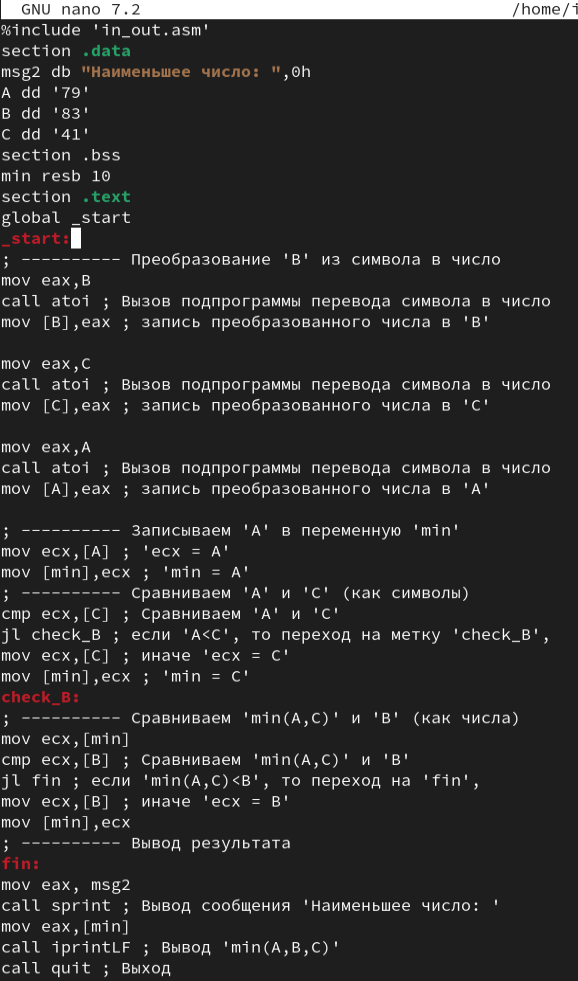 GNU nano 7.2 /home/i
%include 'in_out.asm'
section .data
msg2 db "Наименьшее число: ",0h
A dd '79'
B dd '83'
C dd '41'
section .bss
min resb 10
section .text
global _start
_start:
; ---------- Преобразование 'B' из символа в число
mov eax,B
call atoi ; Вызов подпрограммы перевода символа в число
mov [B],eax ; запись преобразованного числа в 'B'
mov eax,C
call atoi ; Вызов подпрограммы перевода символа в число
mov [C],eax ; запись преобразованного числа в 'C'
mov eax,A
call atoi ; Вызов подпрограммы перевода символа в число
mov [A],eax ; запись преобразованного числа в 'A'
; ---------- Записываем 'A' в переменную 'min'
mov ecx,[A] ; 'ecx = A'
mov [min],ecx ; 'min = A'
; ---------- Сравниваем 'A' и 'C' (как символы)
cmp ecx,[C] ; Сравниваем 'A' и 'C'
jl check_B ; если 'A<C', то переход на метку 'check_B',
mov ecx,[C] ; иначе 'ecx = C'
mov [min],ecx ; 'min = C'
check_B:
; ---------- Сравниваем 'min(A,C)' и 'B' (как числа)
mov ecx,[min]
cmp ecx,[B] ; Сравниваем 'min(A,C)' и 'B'
jl fin ; если 'min(A,C)<B', то переход на 'fin',
mov ecx,[B] ; иначе 'ecx = B'
mov [min],ecx
; ---------- Вывод результата
fin:
mov eax, msg2
call sprint ; Вывод сообщения 'Наименьшее число: '
mov eax,[min]
call iprintLF ; Вывод 'min(A,B,C)'
call quit ; Выход